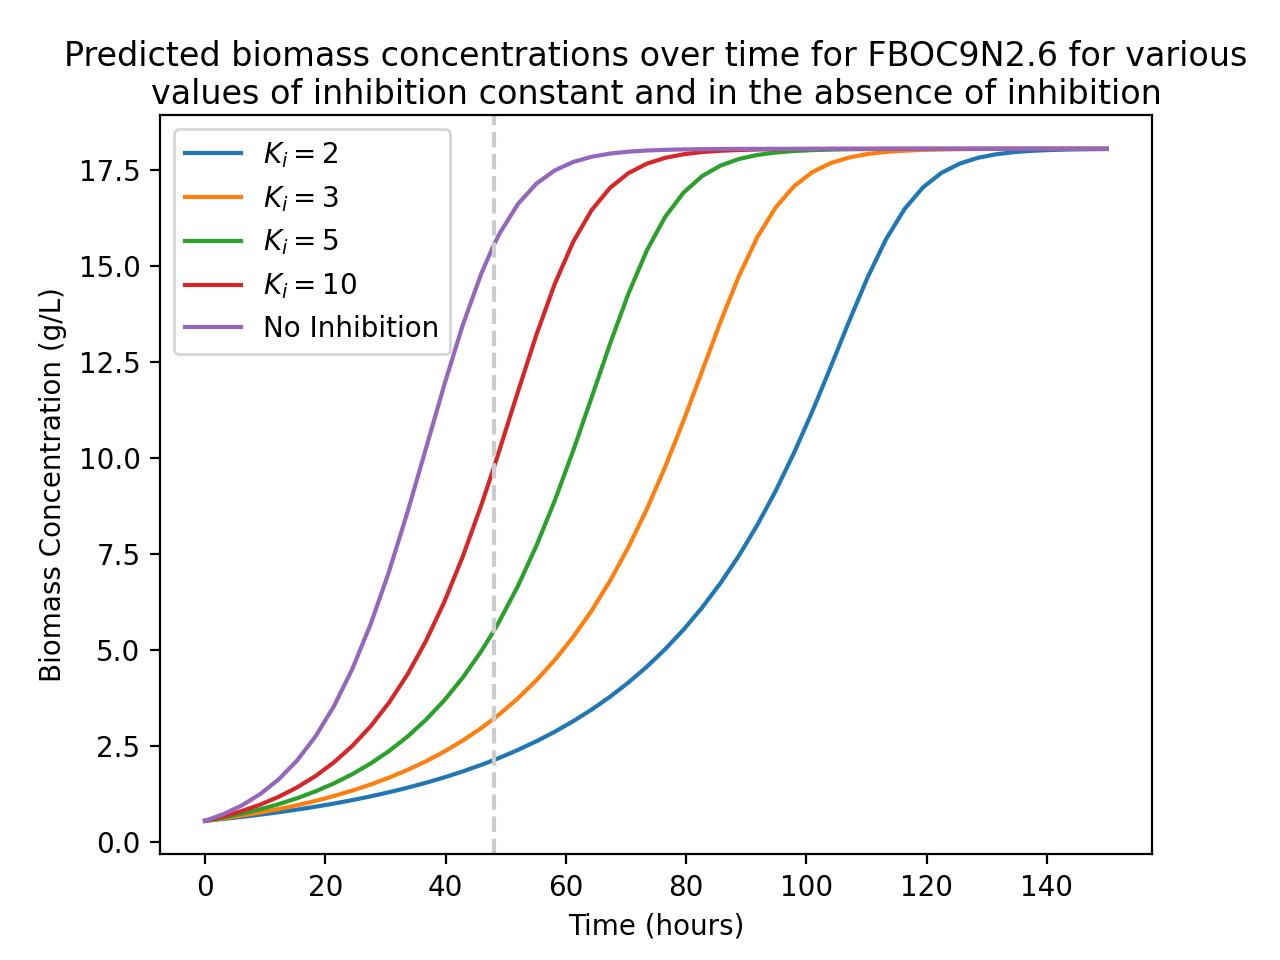 Predicted biomass concentrations over time for FBOC9N2.6 for various
values of inhibition constant and in the absence of inhibition
K_i = 2
K_i = 3
K_i = 5
K_i = 10
No Inhibition
Biomass Concentration (g/L)
17.5
15.0
12.5
10.0
7.5
5.0
2.5
0.0
0 20 40 60 80 100 120 140
Time (hours)